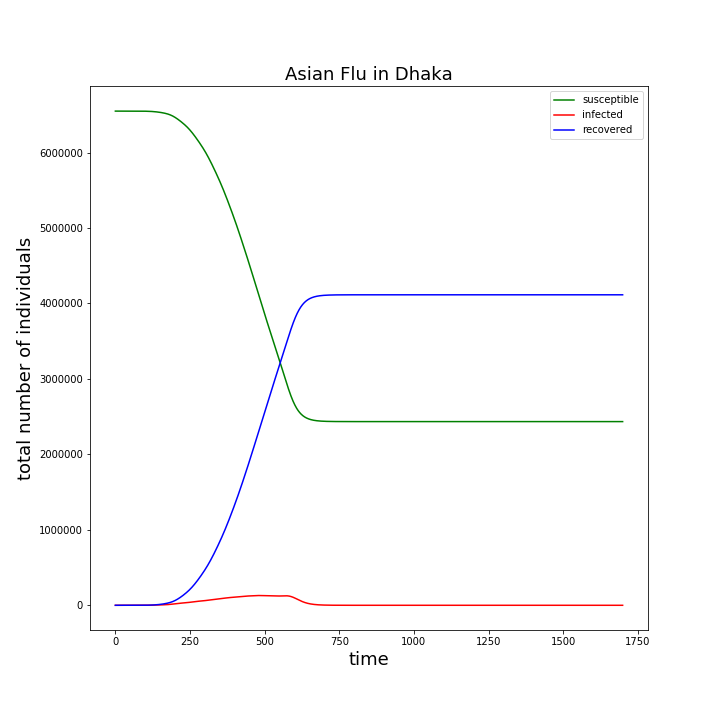 Asian Flu in Dhaka
susceptible
infected
recovered
total number of individuals
6000000
5000000
4000000
3000000
2000000
1000000
0
0
250
500
750
1000
1250
1500
1750
time